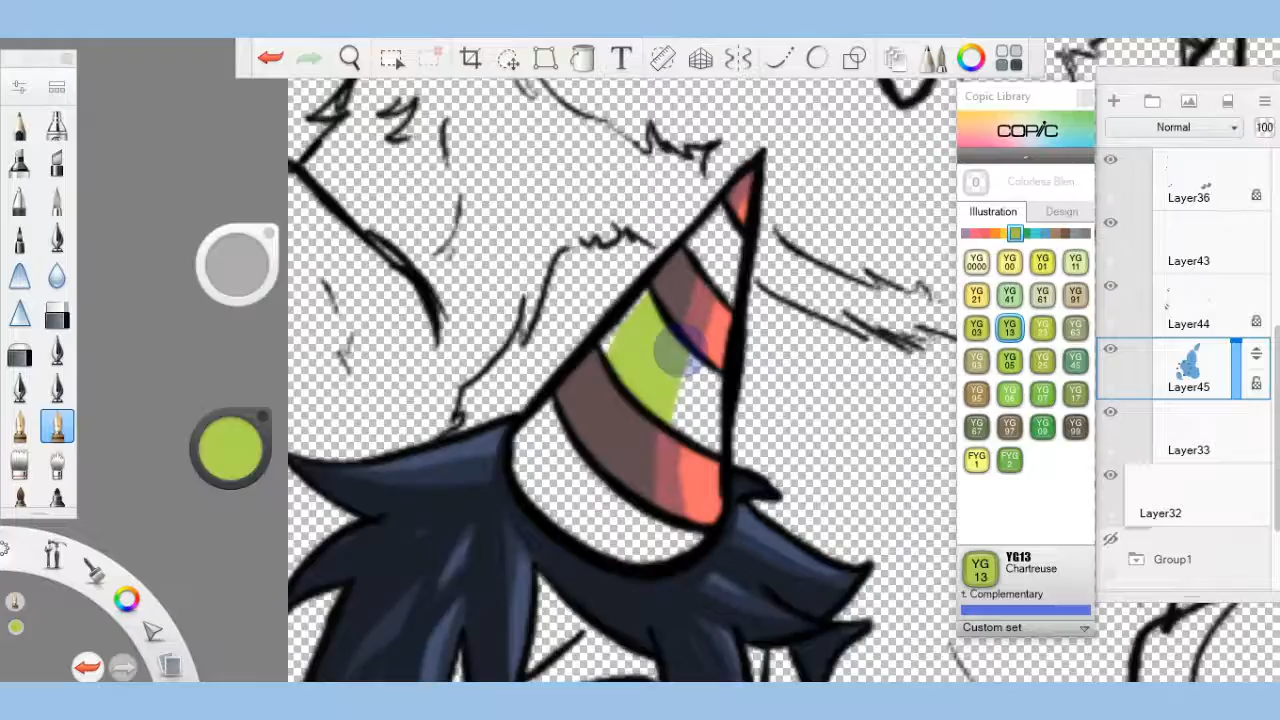 T
Copic Library
COPIC
0 Colorless Blen...
Illustration Design
YG 0000 YG 00 YG 01 YG 11
YG 21 YG 41 YG 61 YG 91
YG 03 YG 13 YG 23 YG 63
YG 93 YG 05 YG 25 YG 45
YG 95 YG 06 YG 07 YG 17
YG 67 YG 97 YG 09 YG 99
FYG 1 FYG 2
YG 13
YG13
Chartreuse
1. Complementary
Custom set
Normal 100
Layer36
Layer43
Layer44
Layer45
Layer33
Layer32
Group1